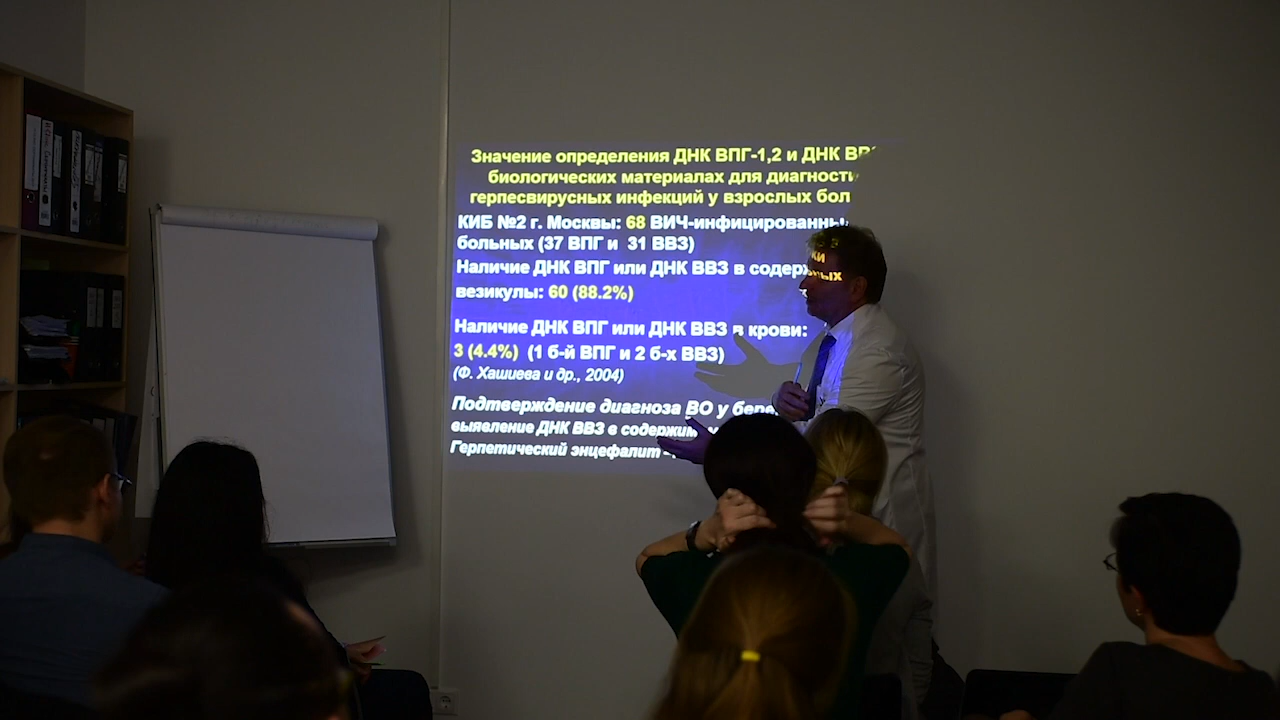 Значение определения ДНК ВПГ-1,2 и ДНК
биологических материалах для
герпесвирусных инфекций у взрослых
КИБ №2 г. Москвы: 68
больных (37 ВПГ и 31 ВВЗ)
Наличие ДНК ВПГ или ДНК ВВЗ в
везикулы: 60 (88.2%)
Наличие ДНК ВПГ или ДНК ВВЗ в крови:
3 (4.4%) (1 б-й ВПГ и 2 б-х ВВЗ)
(Ф. Хашиева и др., 2004)
Подтверждение диагноза ВО у
выявление ДНК ВВЗ в
Герпетический энцефалит